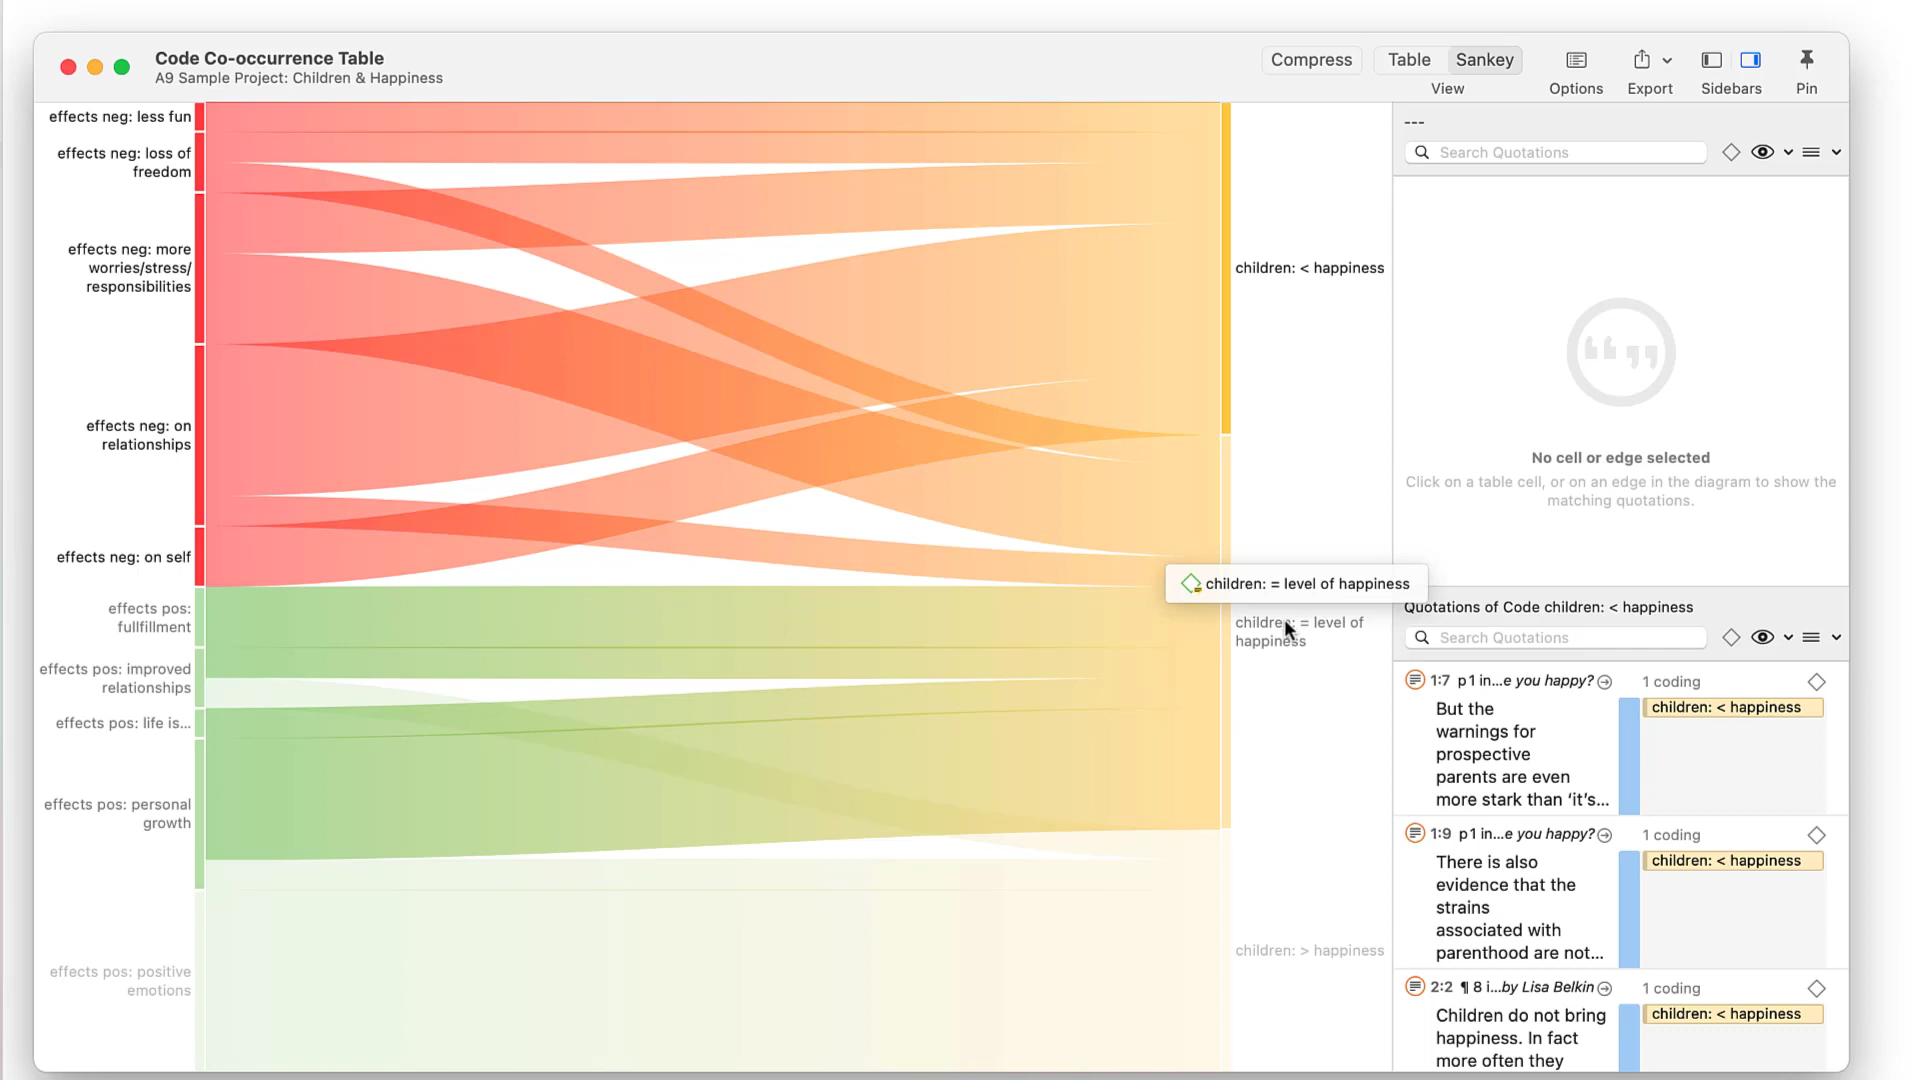 Code Co-occurrence Table
A9 Sample Project: Children & Happiness
Compress
Table
Sankey
View
Options
Export
Sidebars
Pin
effects neg: less fun
effects neg: loss of
freedom
effects neg: more
worries/stress/
responsibilities
effects neg: on
relationships
effects neg: on self
effects pos:
fullfillment
effects pos: improved
relationships
effects pos: life is...
effects pos: personal
growth
effects pos: positive
emotions
children: < happiness
children: = level of happiness
children: = level of
happiness
children: > happiness
---
Search Quotations
No cell or edge selected
Click on a table cell, or on an edge in the diagram to show the
matching quotations.
Quotations of Code children: < happiness
Search Quotations
1:7 p 1 in...e you happy?
1 coding
children: < happiness
But the
warnings for
prospective
parents are even
more stark than ‘it’s...
1:9 p 1 in...e you happy?
1 coding
children: < happiness
There is also
evidence that the
strains
associated with
parenthood are not...
2:2 ¶ 8 i...by Lisa Belkin
1 coding
children: < happiness
Children do not bring
happiness. In fact
more often they